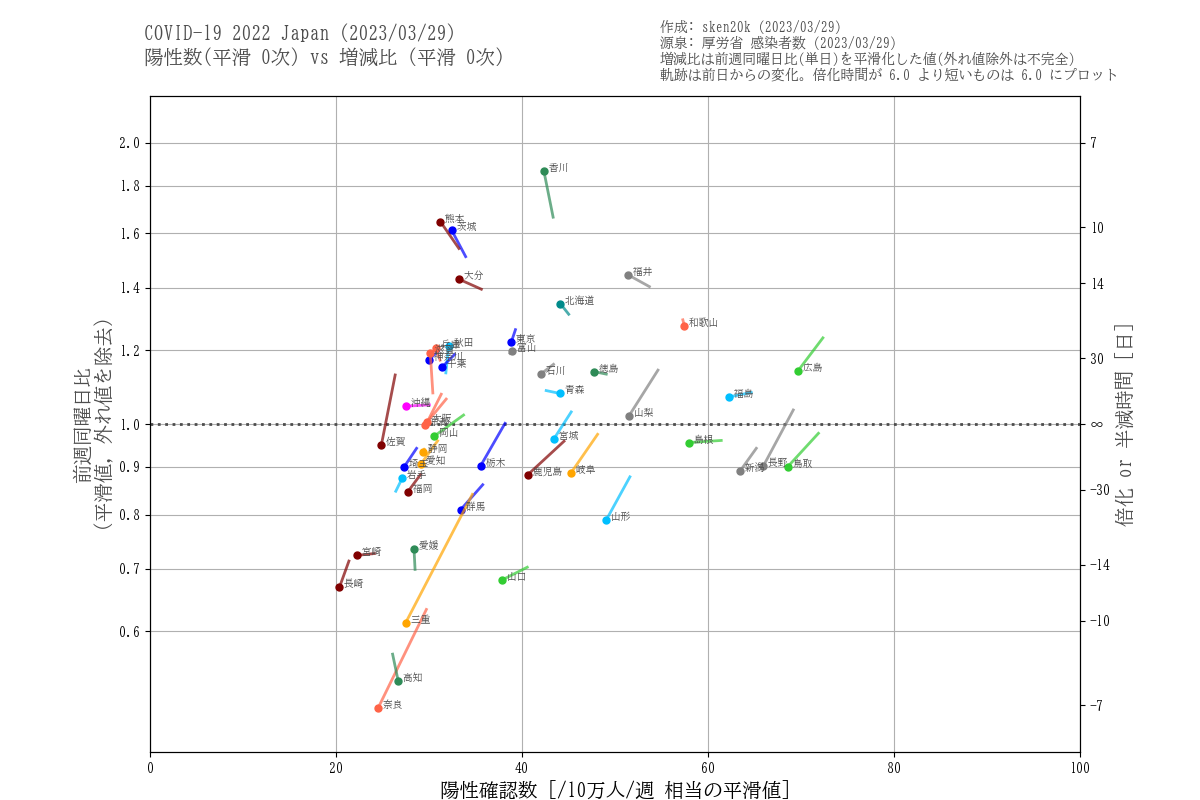 COVID-19 2022 Japan (2023/03/29)
陽性数(平滑 0次) vs 増減比 (平滑 0次)
作成: sken20k (2023/03/29)
源泉: 厚労省 感染者数 (2023/03/29)
増減比は前週同曜日比(単日)を平滑化した値(外れ値除外は不完全)
軌跡は前日からの変化。倍化時間が 6.0 より短いものは 6.0 にプロット
2.0
1.8
1.6
1.4
1.2
1.0
0.9
0.8
0.7
0.6
前週同曜日比
(平滑値, 外れ値を除去)
香川
熊本
茨城
福井
大分
北海道
和歌山
東京
富山
秋田
兵庫
千葉
石川
徳島
広島
青森
福島
沖縄
山梨
大阪
岡山
宮城
島根
佐賀
静岡
愛知
埼玉
栃木
岩手
鹿児島
岐阜
新潟
長野
鳥取
福岡
群馬
山形
愛媛
宮崎
山口
長崎
三重
高知
奈良
7
10
14
30
∞
-30
-14
-10
-7
倍化 or 半減時間 [日]
0
20
40
60
80
100
陽性確認数 [/10万人/週 相当の平滑値]